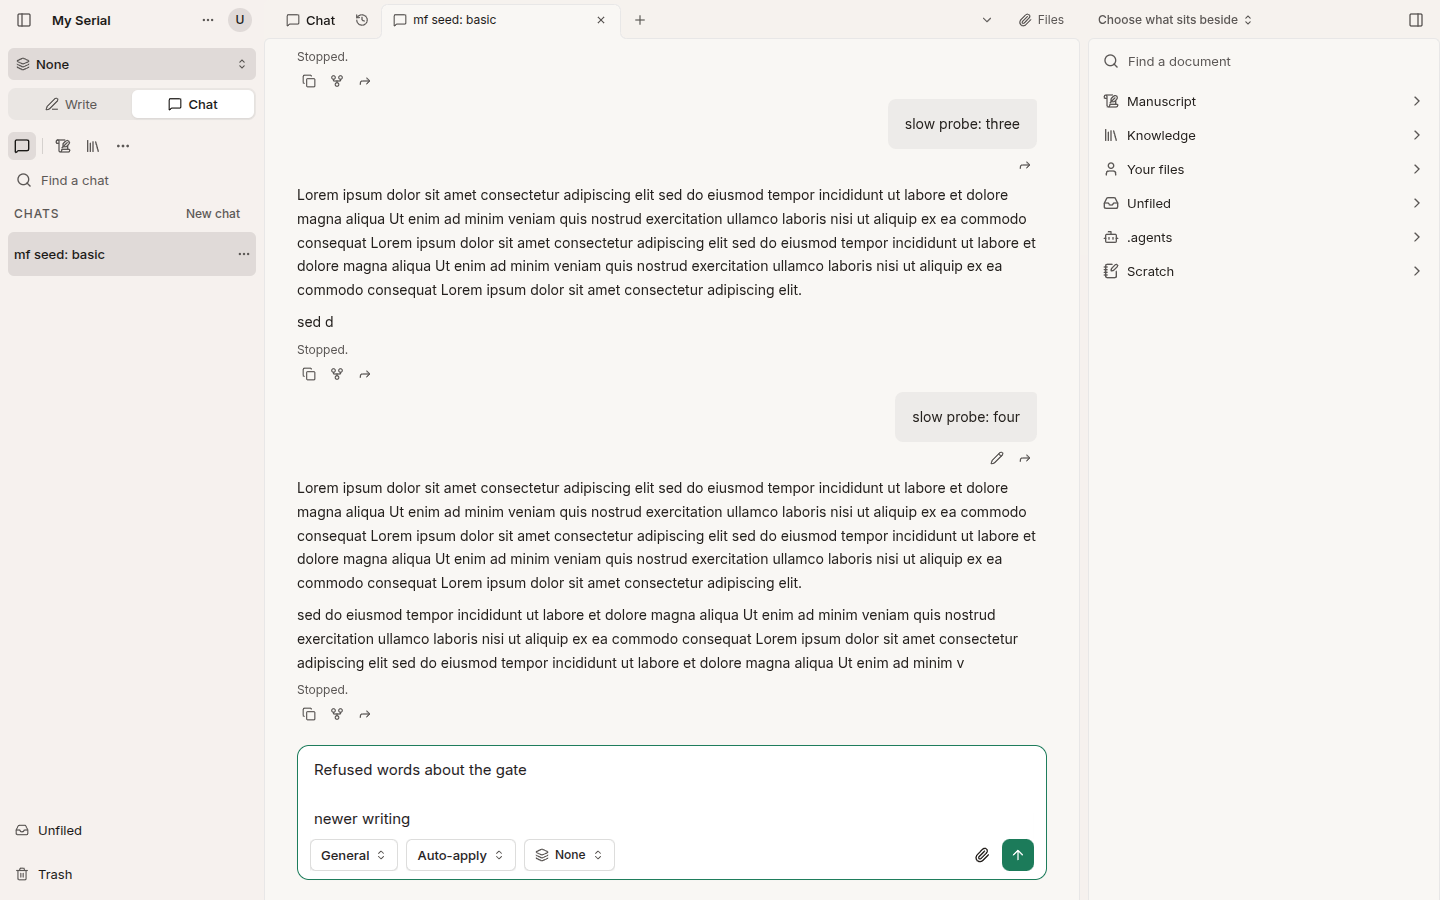 My Serial
U
None
Write
Chat
Find a chat
CHATS
New chat
mf seed: basic
Unfiled
Trash
Chat
mf seed: basic
Files
Stopped.
slow probe: three
Lorem ipsum dolor sit amet consectetur adipiscing elit sed do eiusmod tempor incididunt ut labore et dolore
magna aliqua Ut enim ad minim veniam quis nostrud exercitation ullamco laboris nisi ut aliquip ex ea commodo
consequat Lorem ipsum dolor sit amet consectetur adipiscing elit sed do eiusmod tempor incididunt ut labore et
dolore magna aliqua Ut enim ad minim veniam quis nostrud exercitation ullamco laboris nisi ut aliquip ex ea
commodo consequat Lorem ipsum dolor sit amet consectetur adipiscing elit.
sed d
Stopped.
slow probe: four
Lorem ipsum dolor sit amet consectetur adipiscing elit sed do eiusmod tempor incididunt ut labore et dolore
magna aliqua Ut enim ad minim veniam quis nostrud exercitation ullamco laboris nisi ut aliquip ex ea commodo
consequat Lorem ipsum dolor sit amet consectetur adipiscing elit sed do eiusmod tempor incididunt ut labore et
dolore magna aliqua Ut enim ad minim veniam quis nostrud exercitation ullamco laboris nisi ut aliquip ex ea
commodo consequat Lorem ipsum dolor sit amet consectetur adipiscing elit.
sed do eiusmod tempor incididunt ut labore et dolore magna aliqua Ut enim ad minim veniam quis nostrud
exercitation ullamco laboris nisi ut aliquip ex ea commodo consequat Lorem ipsum dolor sit amet consectetur
adipiscing elit sed do eiusmod tempor incididunt ut labore et dolore magna aliqua Ut enim ad minim v
Stopped.
Refused words about the gate
newer writing
General
Auto-apply
None
Choose what sits beside
Find a document
Manuscript
Knowledge
Your files
Unfiled
.agents
Scratch